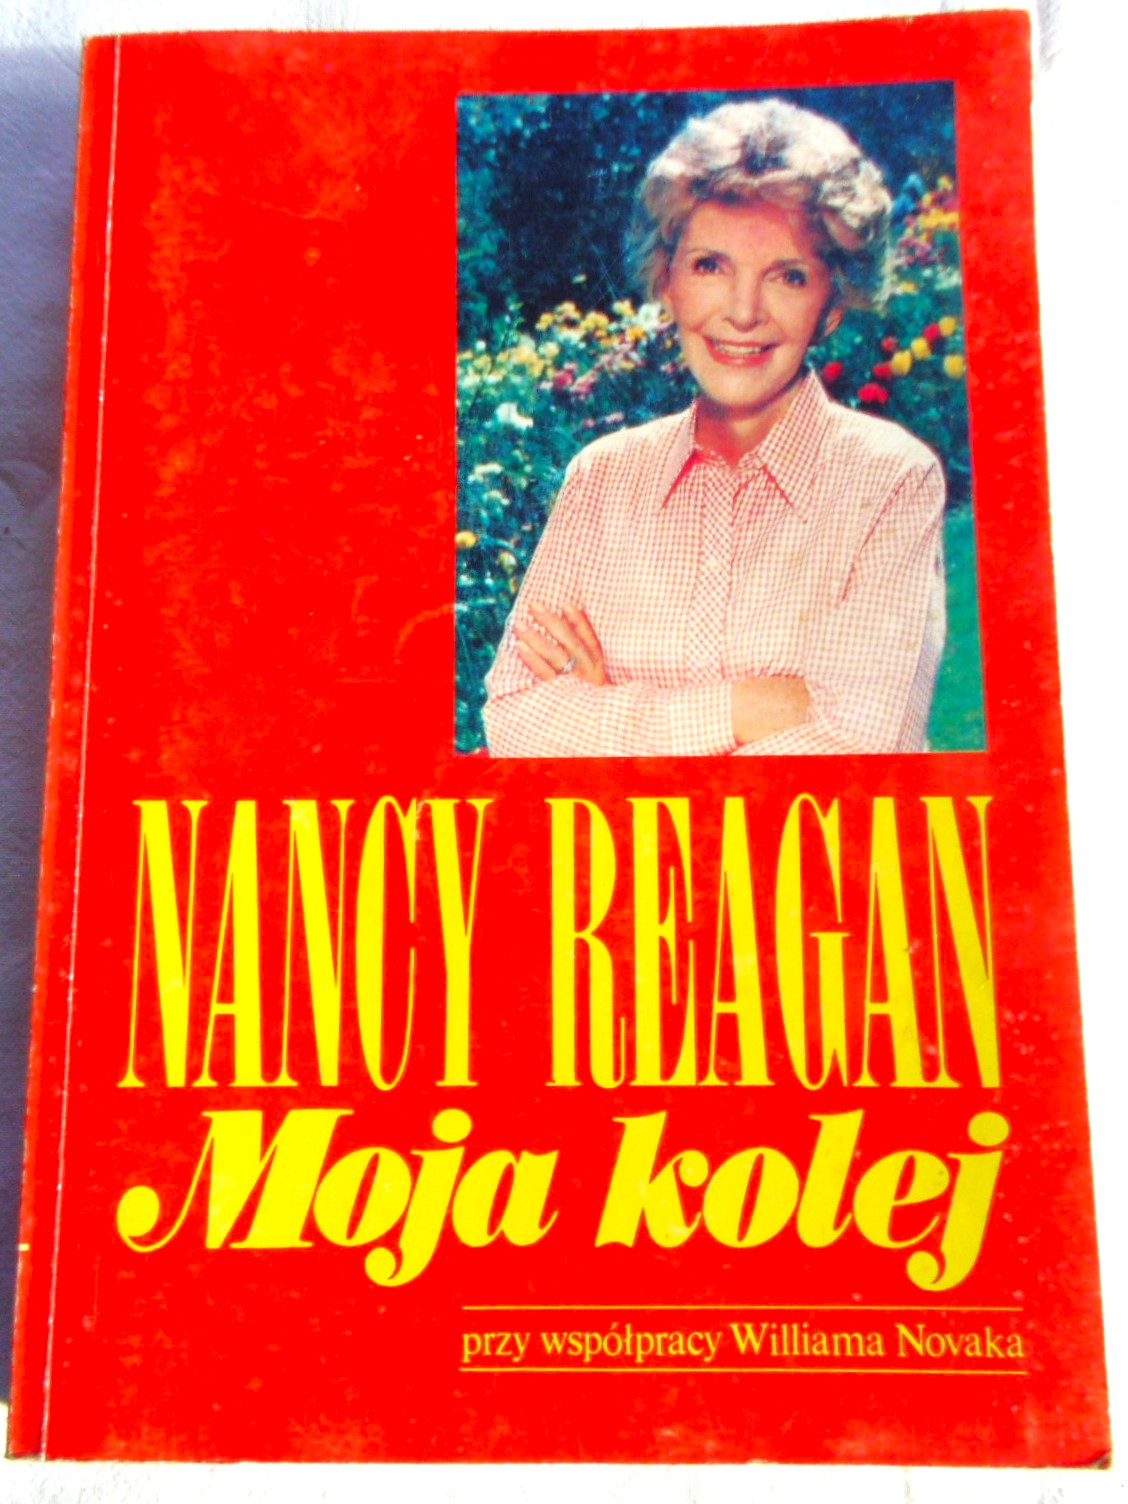 NANCY REAGAN
Moja kolej
przy współpracy Williama Novaka